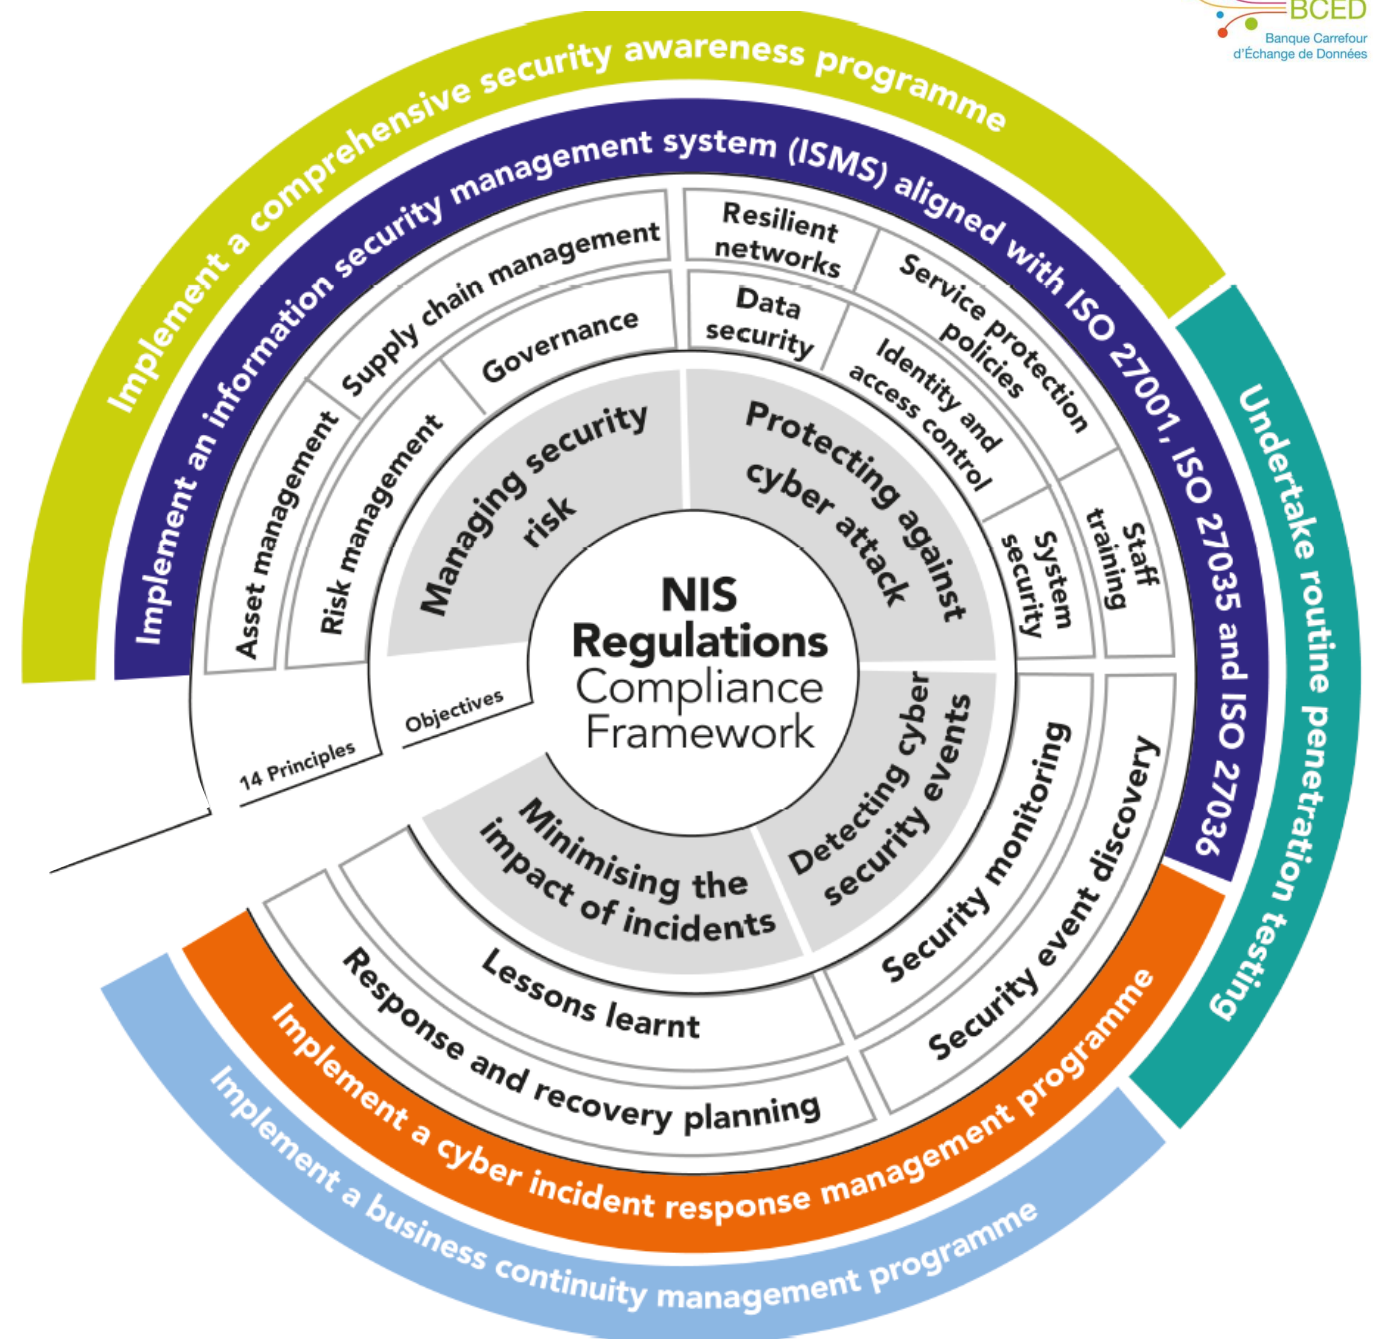 BCED
Banque Carrefour
d'Échange de Données
Implement a comprehensive security awareness programme
Implement an information security management system (ISMS) aligned with ISO 27001, ISO 27035 and ISO 27036
Undertake routine penetration testing
Supply chain management
Asset management
Governance
Risk management
Resilient
networks
Service protection
policies
Staff
training
Data
security
Identity and
access control
System
security
Managing security
risk
Protecting against
cyber attack
NIS
Regulations
Compliance
Framework
Objectives
14 Principles
Detecting cyber
security events
Minimising the
impact of incidents
Security monitoring
Security event discovery
Lessons learnt
Response and recovery planning
Implement a cyber incident response management programme
Implement a business continuity management programme